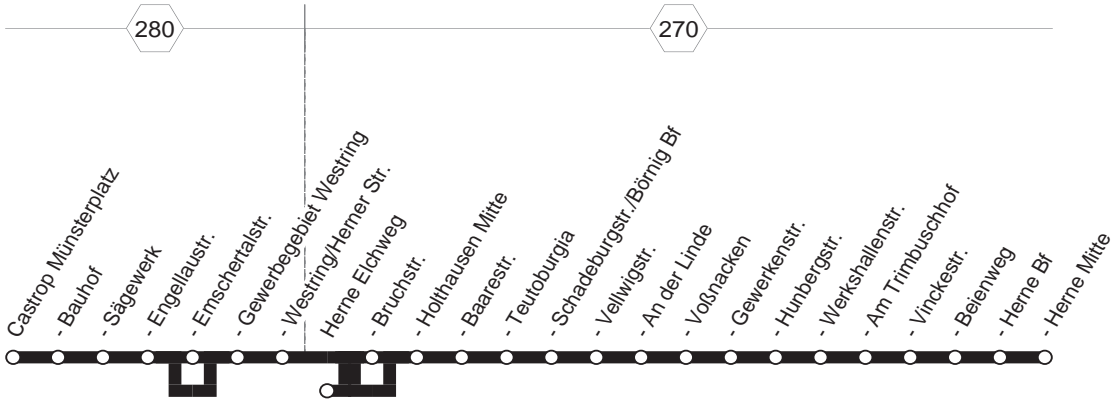 280
270
Castrop Münsterplatz
- Bauhof
- Sägewerk
- Engellaustr.
- Emschertalstr.
- Gewerbegebiet Westring
- Westring/Herner Str.
Herne Elchweg
- Bruchstr.
- Holthausen Mitte
- Baarestr.
- Teutoburgia
- Schadeburgstr./Börnig Bf
- Vellwigstr.
- An der Linde
- Voßnacken
- Gewerkenstr.
- Hunbergstr.
- Werkshallenstr.
- Am Trimbuschhof
- Vinckestr.
- Beienweg
- Herne Bf
- Herne Mitte